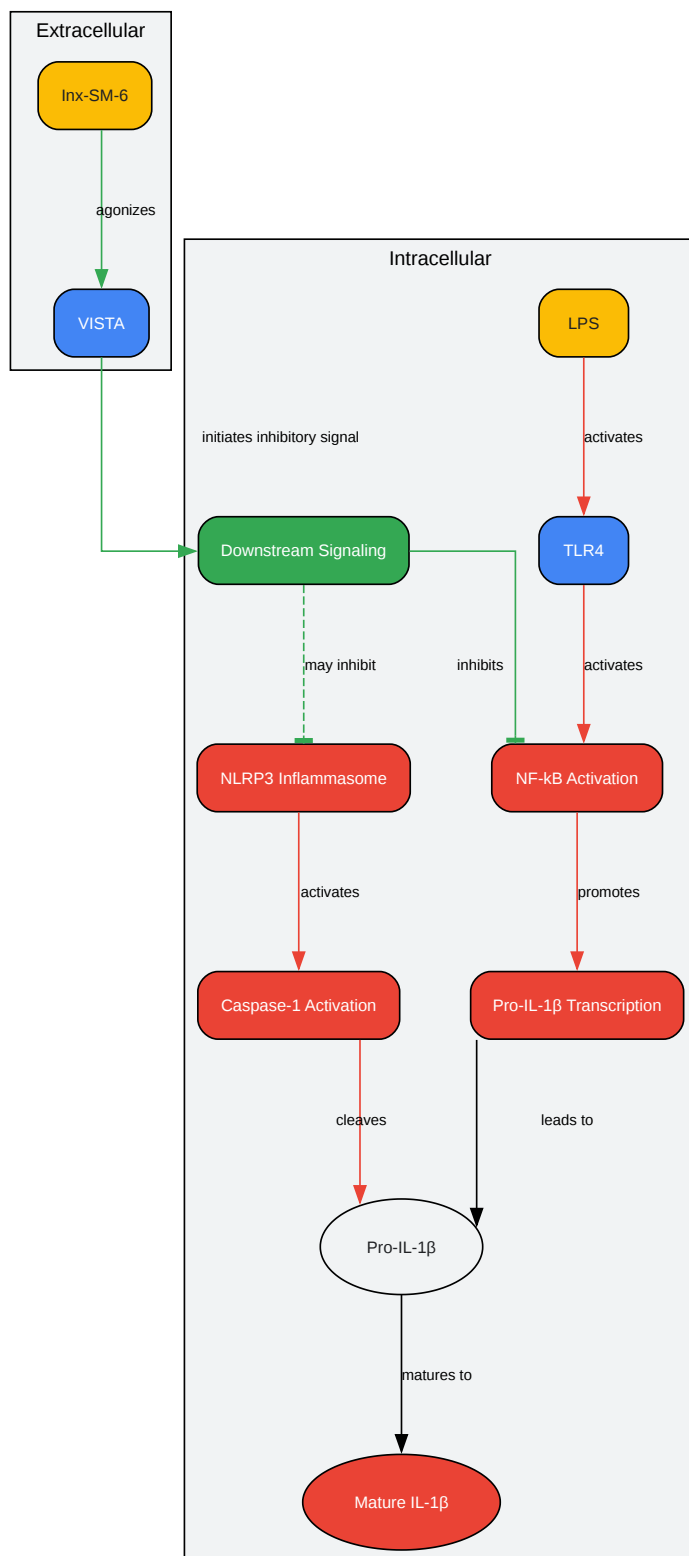 Extracellular
Inx-SM-6
agonizes
VISTA
Intracellular
LPS
initiates inhibitory signal
activates
Downstream Signaling
TLR4
may inhibit
inhibits
activates
NLRP3 Inflammasome
NF-kB Activation
activates
promotes
Caspase-1 Activation
Pro-IL-1β Transcription
cleaves
leads to
Pro-IL-1β
matures to
Mature IL-1β